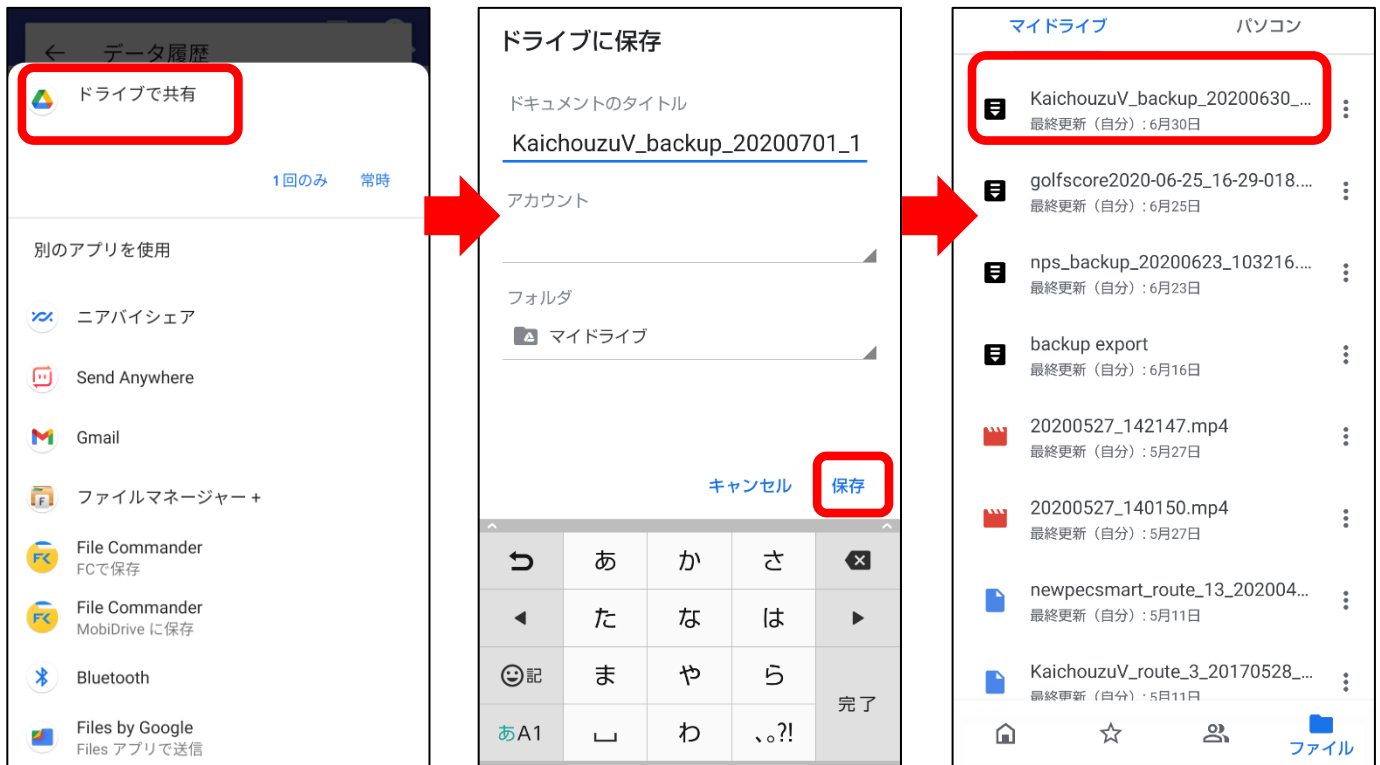 データ履歴
ドライブで共有
1回のみ 常時
別のアプリを使用
ニアバイシェア
Send Anywhere
Gmail
ファイルマネージャー +
File Commander
FCで保存
File Commander
MobiDrive に保存
Bluetooth
Files by Google
Files アプリで送信
ドライブに保存
ドキュメントのタイトル
KaichouzuV_backup_20200701_1
アカウント
フォルダ
マイドライブ
キャンセル 保存
あ か さ
た な は
記 ま や ら
完了
あA1 わ 、。?!
マイドライブ パソコン
KaichouzuV_backup_20200630_...
最終更新（自分）: 6月30日
golfscore2020-06-25_16-29-018....
最終更新（自分）: 6月25日
nps_backup_20200623_103216....
最終更新（自分）: 6月23日
backup export
最終更新（自分）: 6月16日
20200527_142147.mp4
最終更新（自分）: 5月27日
20200527_140150.mp4
最終更新（自分）: 5月27日
newpecsmart_route_13_202004...
最終更新（自分）: 5月11日
KaichouzuV_route_3_20170528_...
最終更新（自分）: 5月11日
ファイル